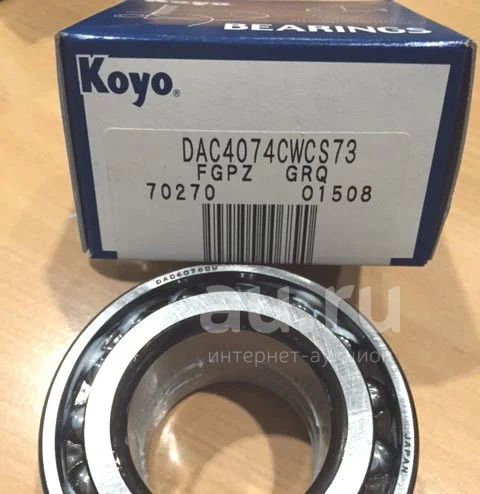 BEARINGS
Koyo®
DAC4074CWCS73
FGPZ GRQ
70270 01508
au.ru
интернет-аукцион
DAC4074CW
JAPAN